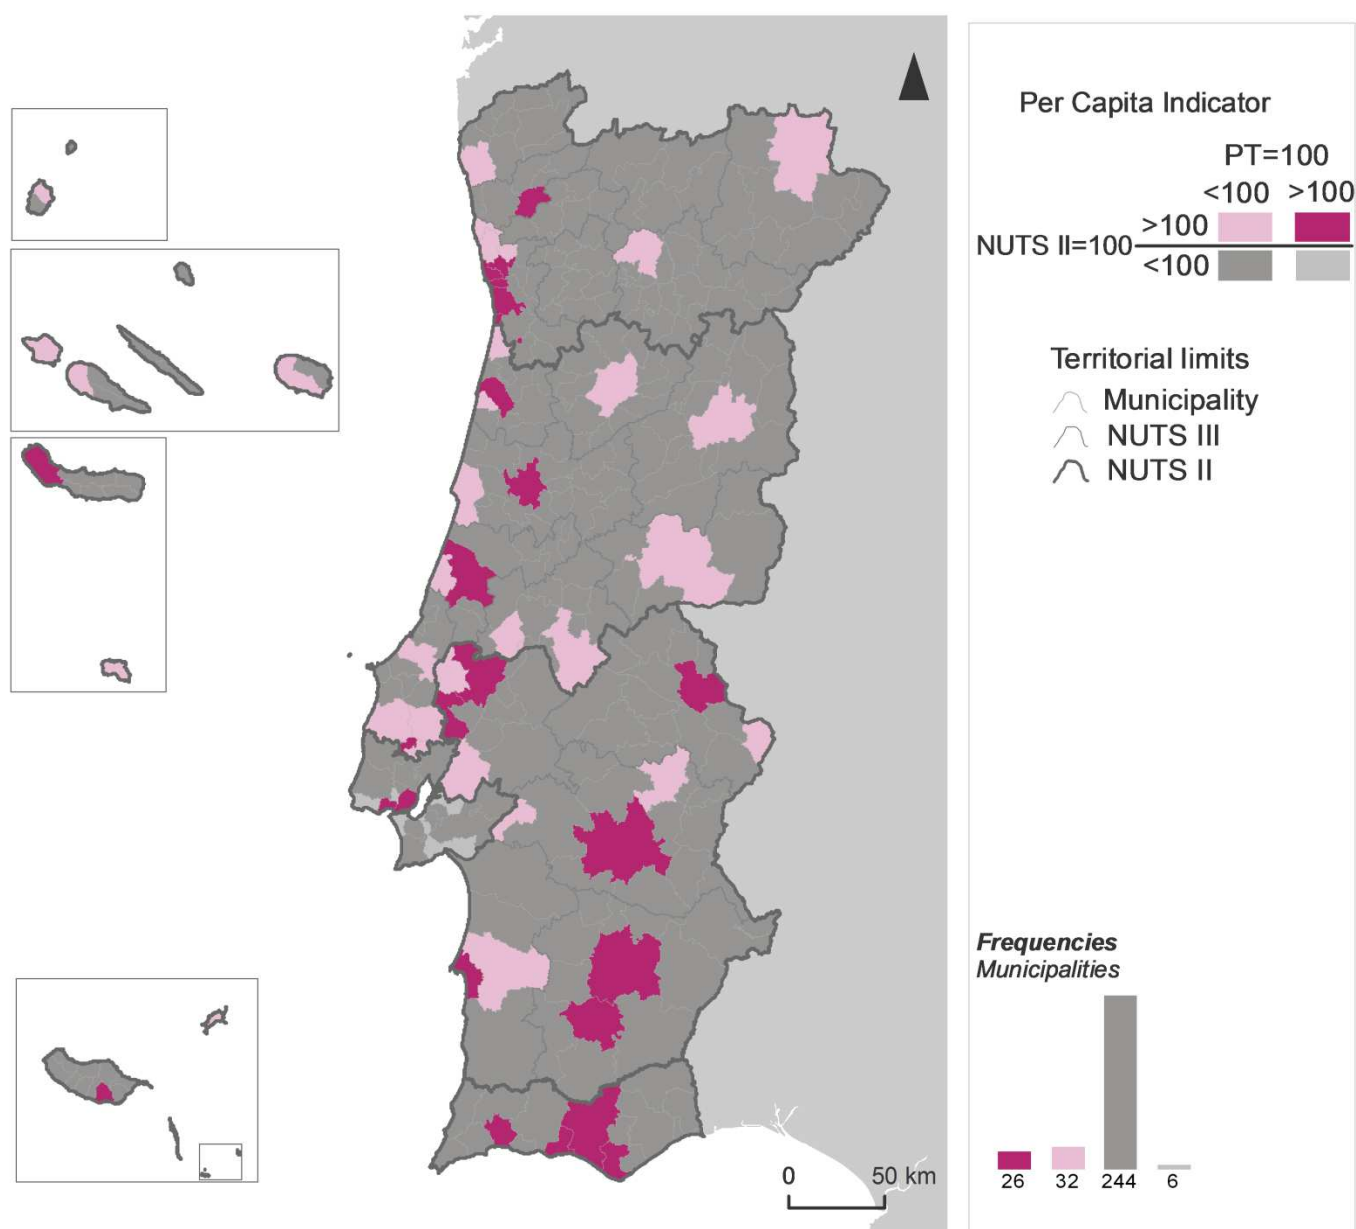 Per Capita Indicator
PT=100
<100 >100
NUTS II=100 >100
<100
Territorial limits
Municipality
NUTS III
NUTS II
Frequencies
Municipalities
26 32 244 6
0 50 km